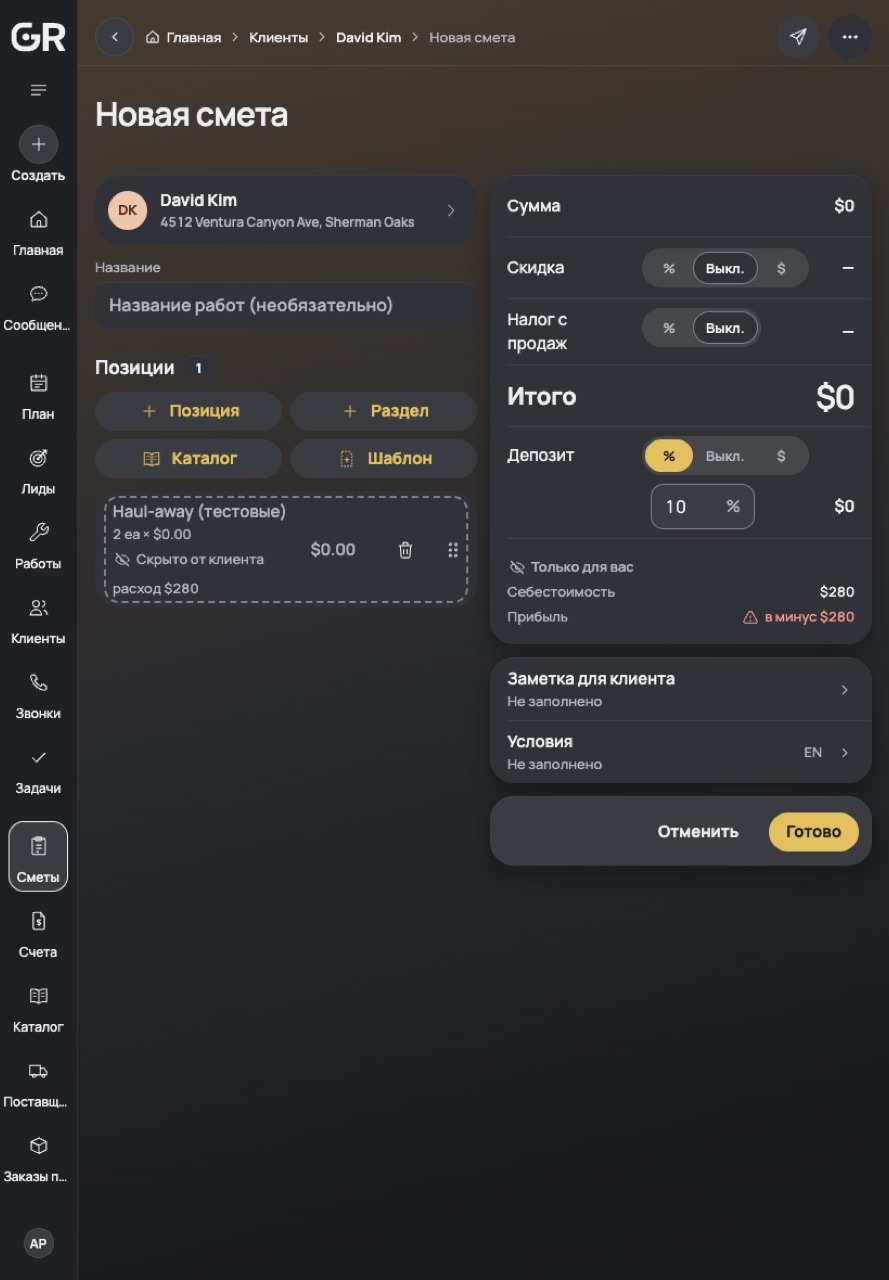 GR
Главная
Клиенты
David Kim
Новая смета
Новая смета
Создать
Главная
Сообщен...
План
Лиды
Работы
Клиенты
Звонки
Задачи
Сметы
Счета
Каталог
Поставщ...
Заказы п...
AP
DK
David Kim
4512 Ventura Canyon Ave, Sherman Oaks
Название
Название работ (необязательно)
Позиции 1
+ Позиция
+ Раздел
Каталог
Шаблон
Haul-away (тестовые)
2 ea × $0.00
Скрыто от клиента
расход $280
$0.00
Сумма $0
Скидка % Выкл. $ –
Налог с
продаж % Выкл. –
Итого $0
Депозит % Выкл. $
10 % $0
Только для вас
Себестоимость $280
Прибыль в минус $280
Заметка для клиента
Не заполнено
Условия
Не заполнено
EN
Отменить
Готово